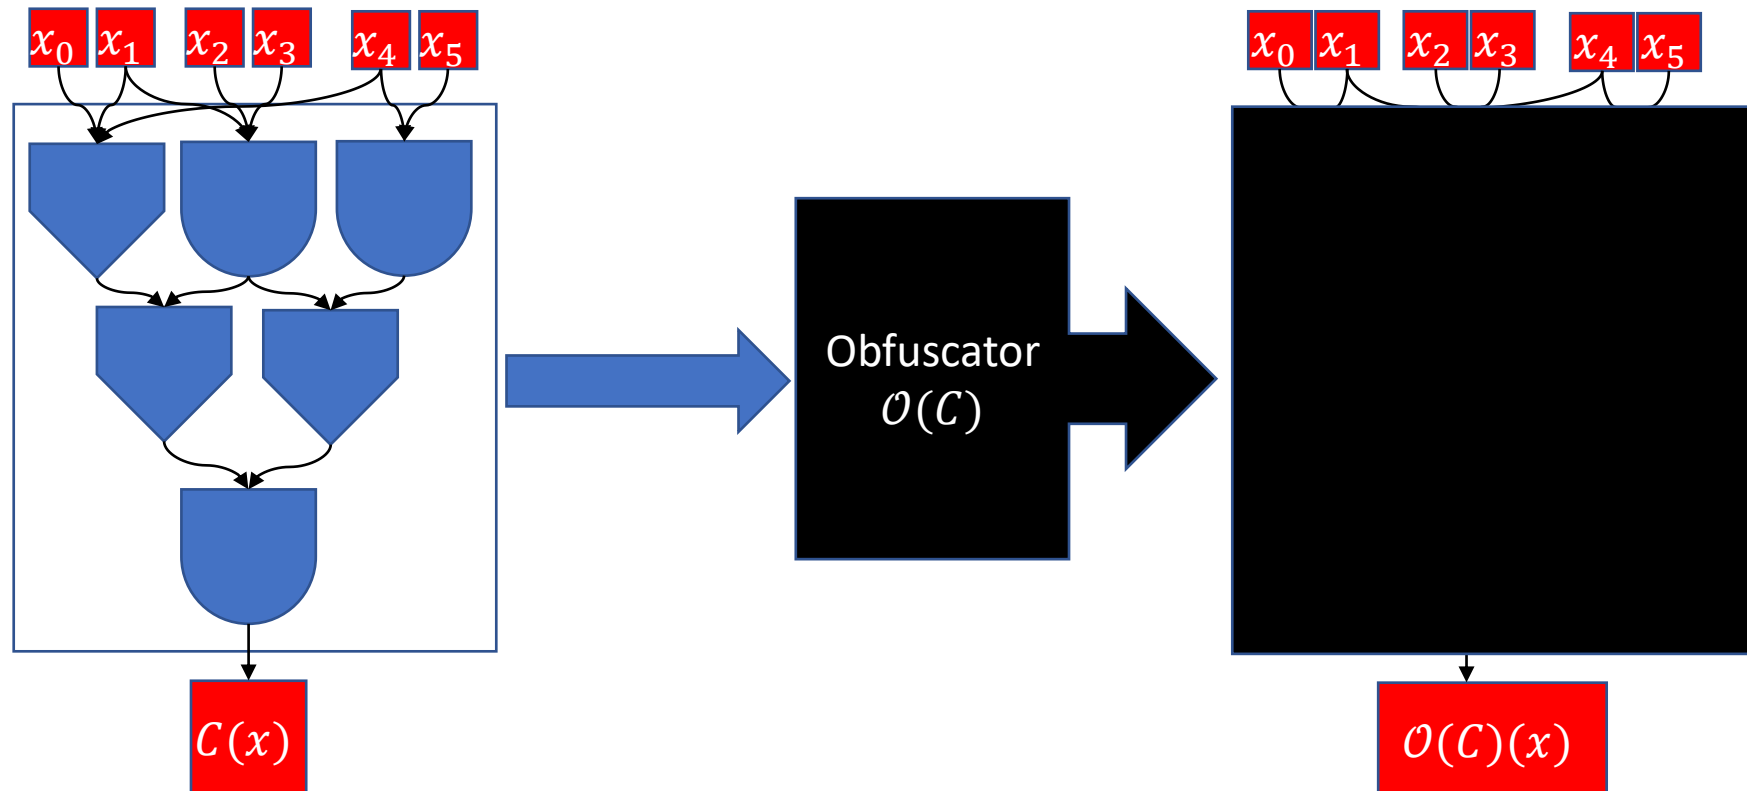 x₀ x₁ x₂ x₃ x₄ x₅
x₀ x₁ x₂ x₃ x₄ x₅
Obfuscator
𝒪(C)
C(x)
𝒪(C)(x)